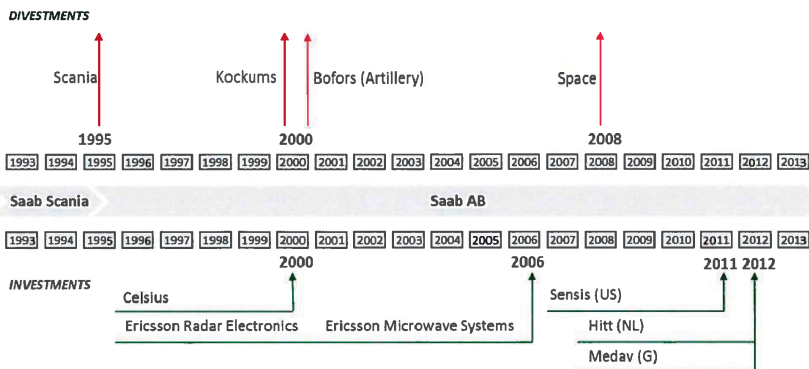 DIVESTMENTS
Scania Kockums Bofors (Artillery) Space
1995 2000 2008
1993 1994 1995 1996 1997 1998 1999 2000 2001 2002 2003 2004 2005 2006 2007 2008 2009 2010 2011 2012 2013
Saab Scania Saab AB
1993 1994 1995 1996 1997 1998 1999 2000 2001 2002 2003 2004 2005 2006 2007 2008 2009 2010 2011 2012 2013
2000 2006 2011 2012
INVESTMENTS
Celsius Sensis (US)
Ericsson Radar Electronics Ericsson Microwave Systems Hitt (NL)
Medav (G)